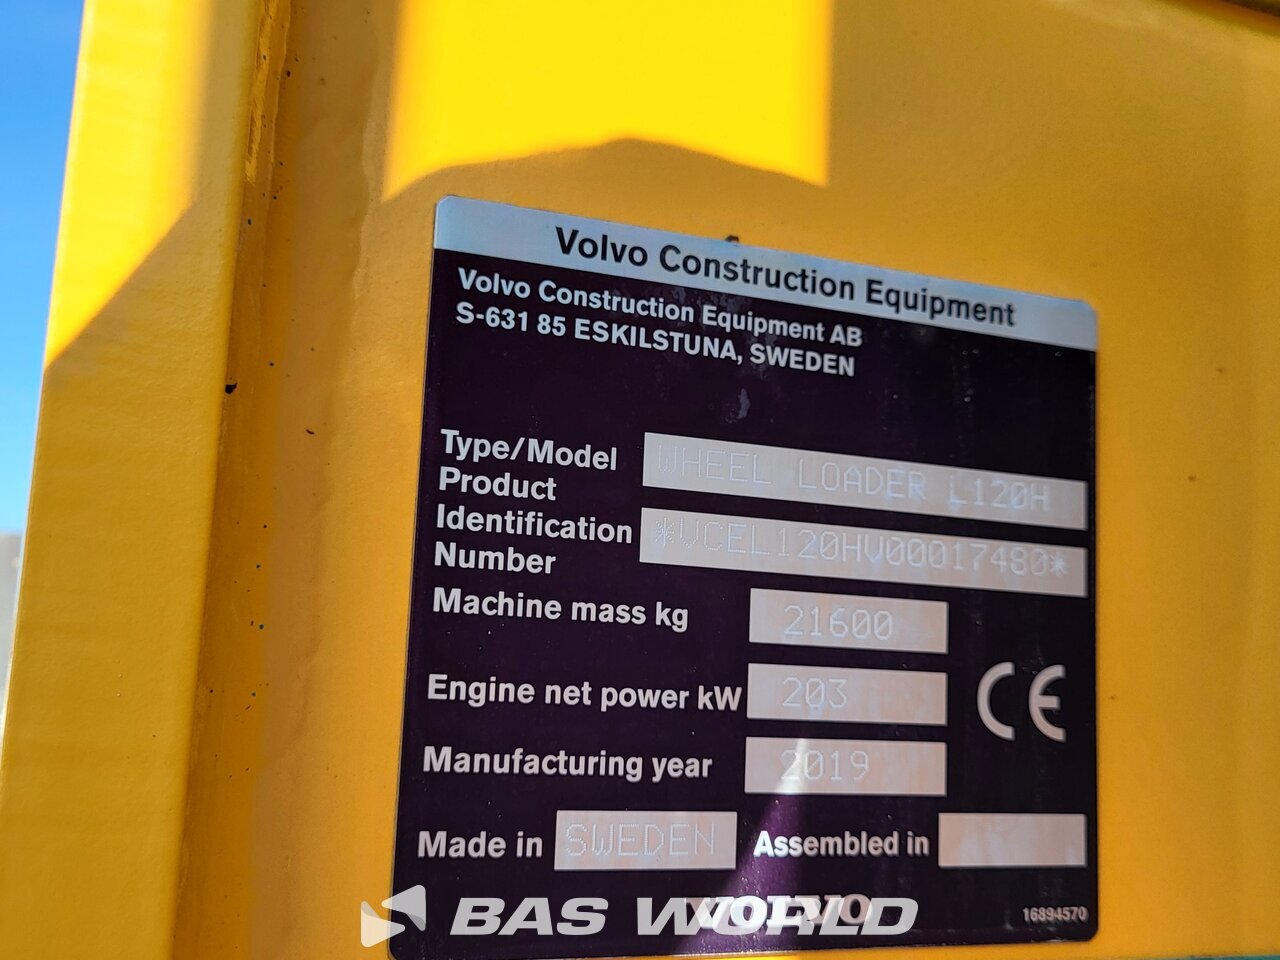 Volvo Construction Equipment
Volvo Construction Equipment AB
S-631 85 ESKILSTUNA, SWEDEN
Type/Model WHEEL LOADER L120H
Product
Identification
Number *VCEL120HV00017480*
Machine mass kg 21600
Engine net power kW 203
CE
Manufacturing year 2019
Made in SWEDEN Assembled in
VOLVO
16894570
BAS WORLD